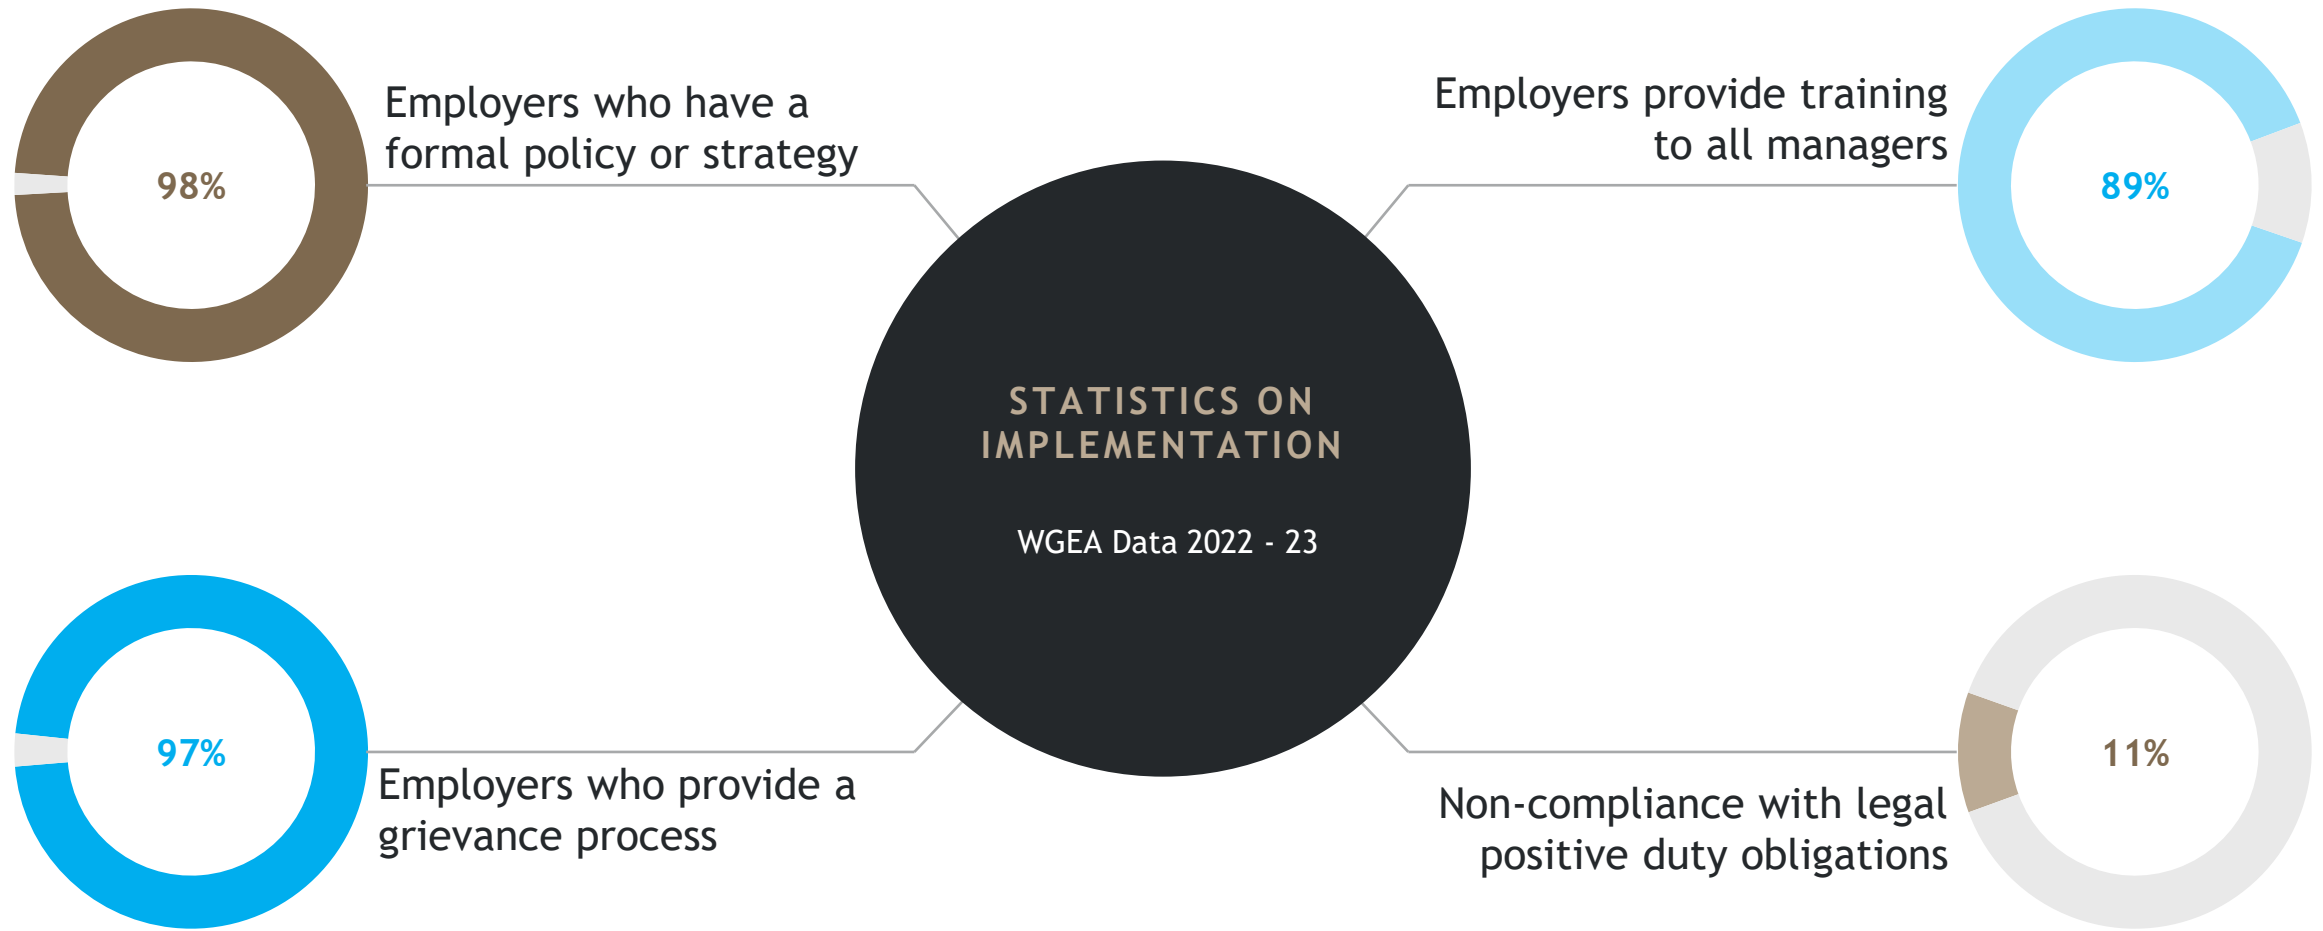 98%
Employers who have a
formal policy or strategy
Employers provide training
to all managers
89%
STATISTICS ON
IMPLEMENTATION
WGEA Data 2022 - 23
97%
Employers who provide a
grievance process
Non-compliance with legal
positive duty obligations
11%